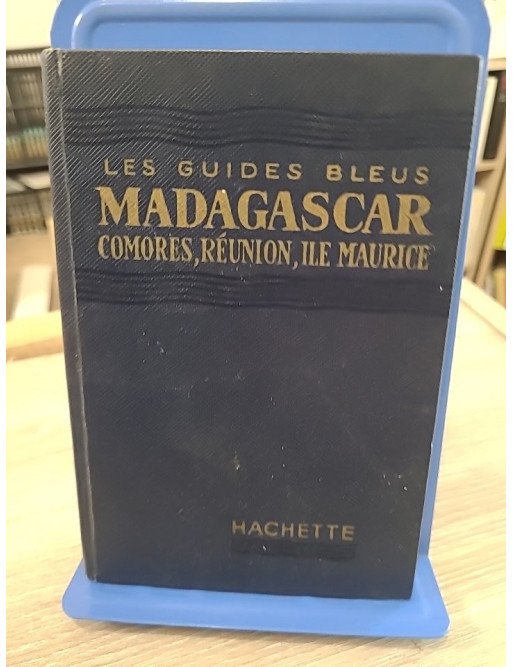 LES GUIDES BLEUS
MADAGASCAR
COMORES, RÉUNION, ILE MAURICE
HACHETTE